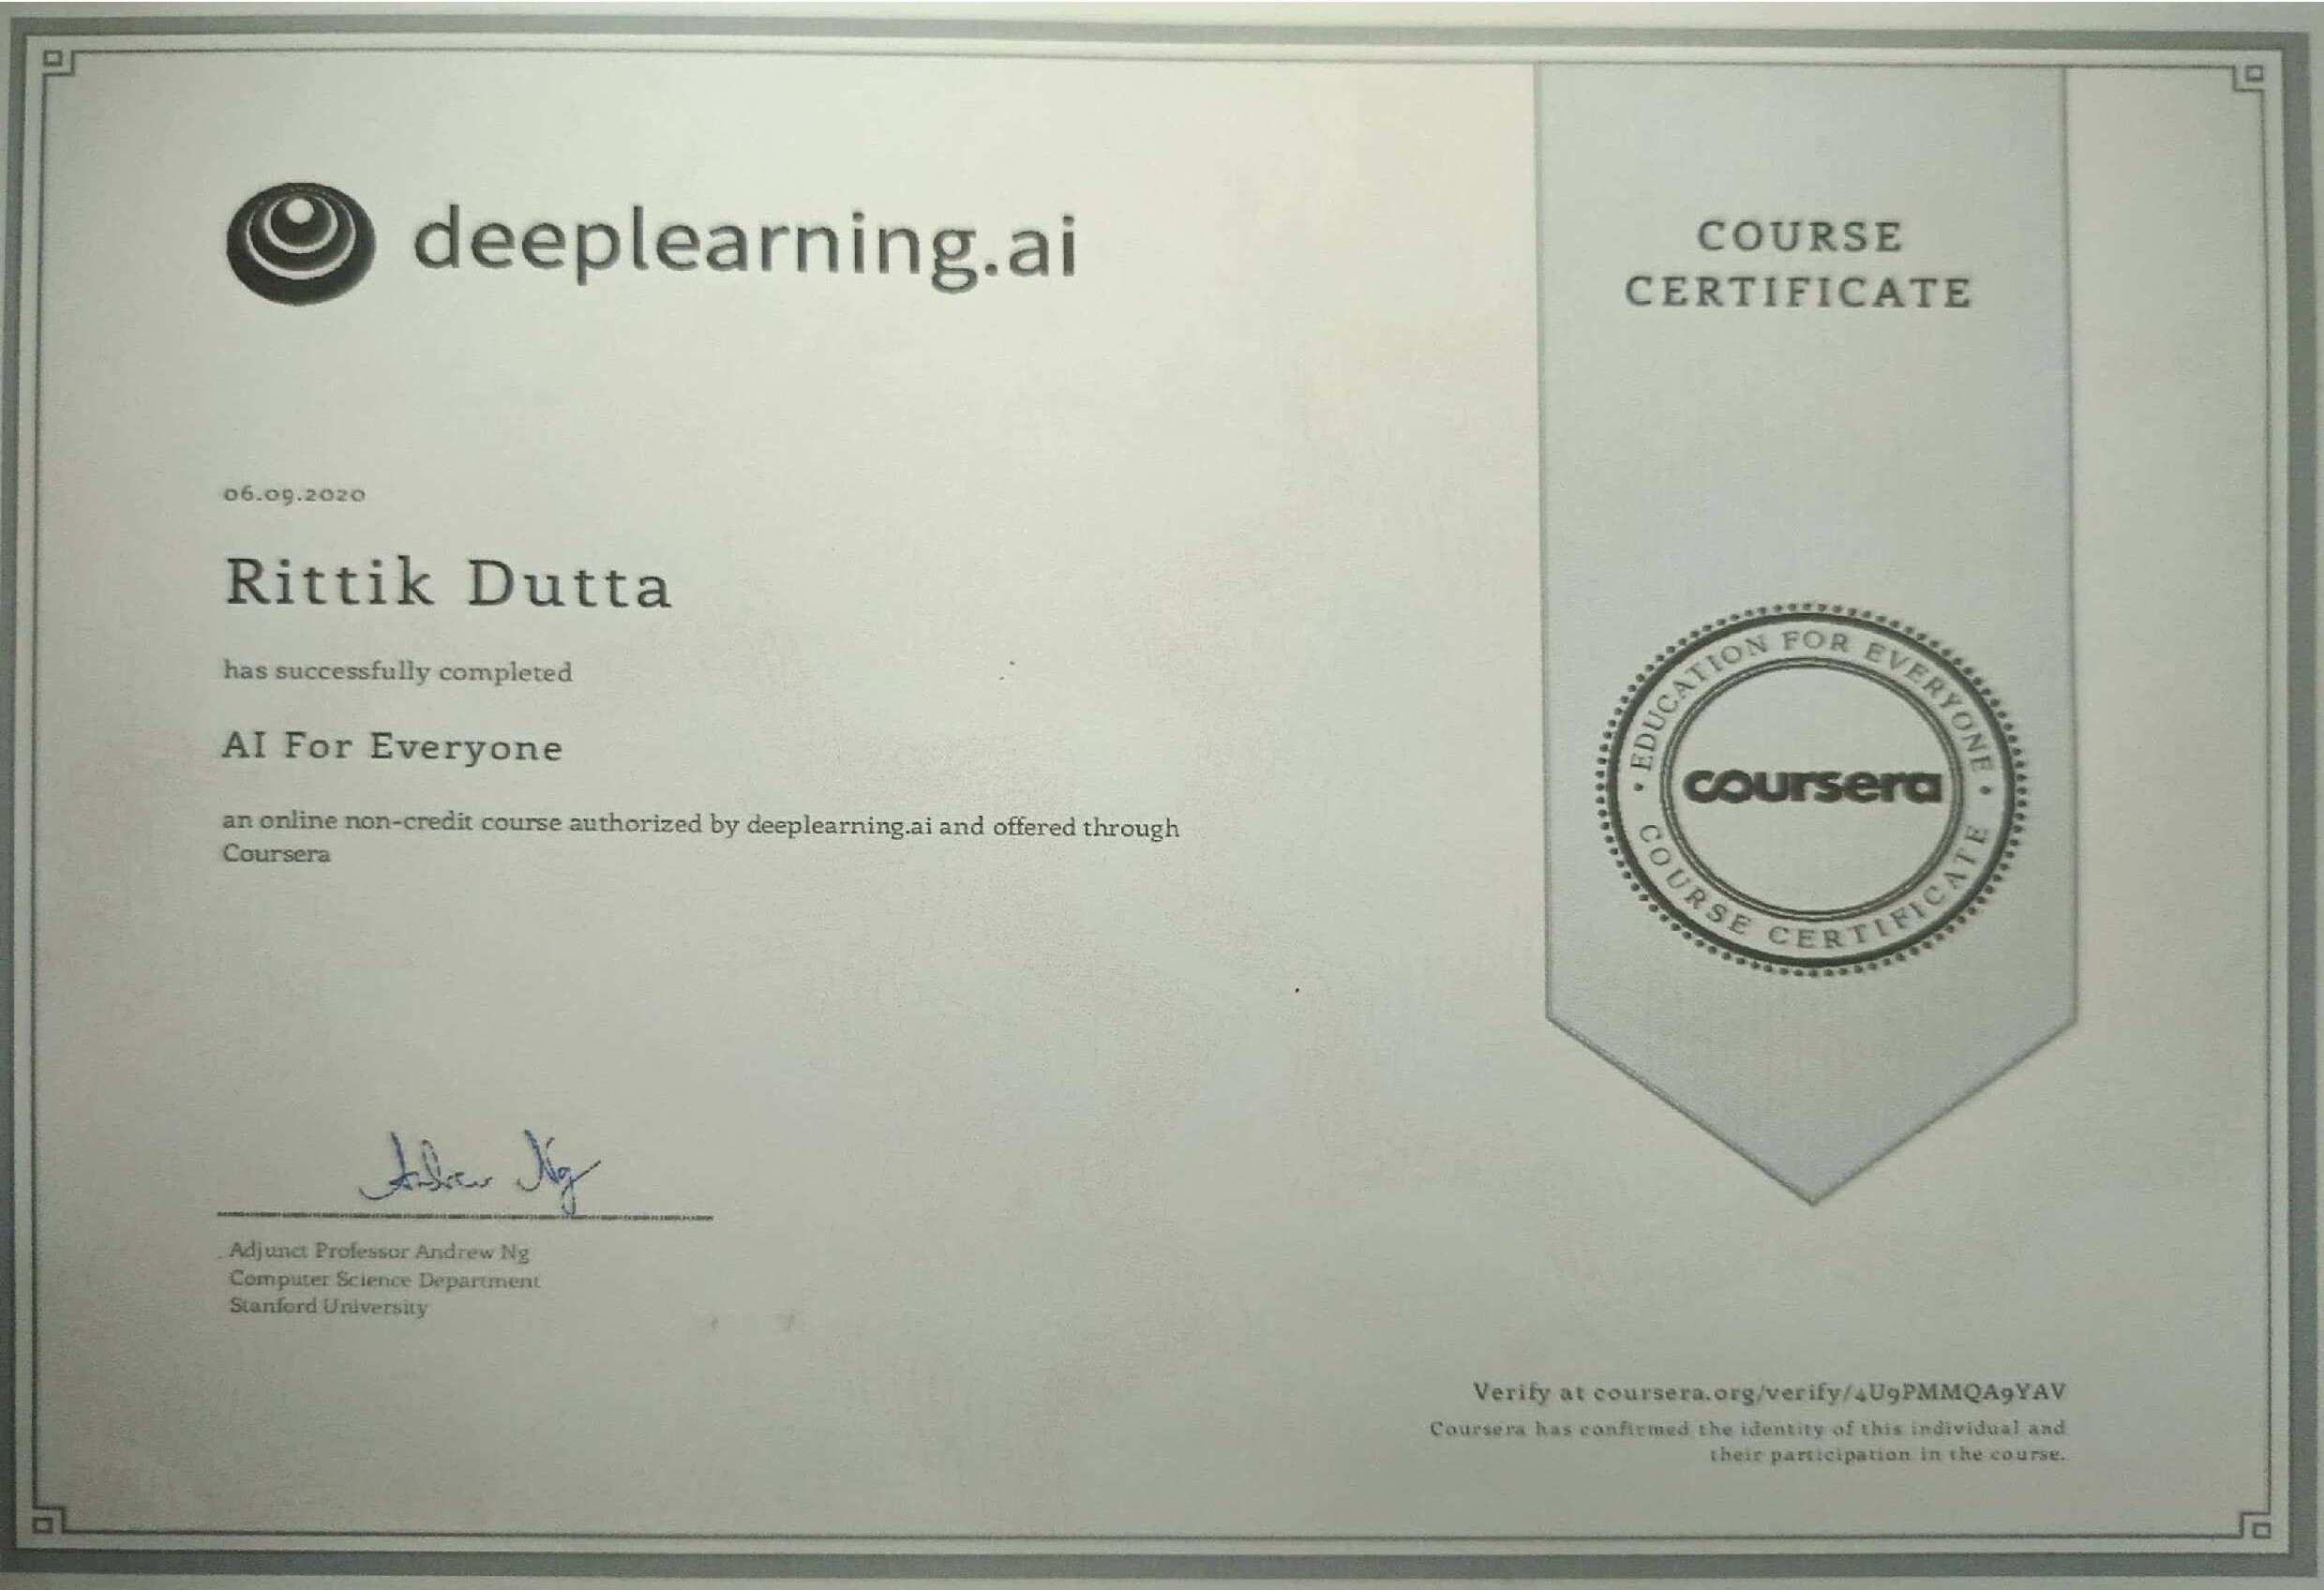 deeplearning.ai
COURSE
CERTIFICATE
06.09.2020
Rittik Dutta
has successfully completed
AI For Everyone
an online non-credit course authorized by deeplearning.ai and offered through
Coursera
EDUCATION FOR EVERYONE
coursera
COURSE CERTIFICATE
Andrew Ng
Adjunct Professor Andrew Ng
Computer Science Department
Stanford University
Verify at coursera.org/verify/4U9PMMQA9YAV
Coursera has confirmed the identity of this individual and
their participation in the course.